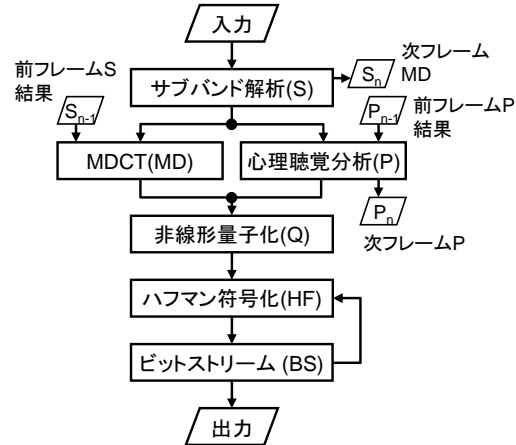 入力
次フレーム
MD
S_n
サブバンド解析(S)
前フレームS
結果
S_{n-1}
P_{n-1}
前フレームP
結果
MDCT(MD)
心理聴覚分析(P)
P_n
次フレームP
非線形量子化(Q)
ハフマン符号化(HF)
ビットストリーム (BS)
出力